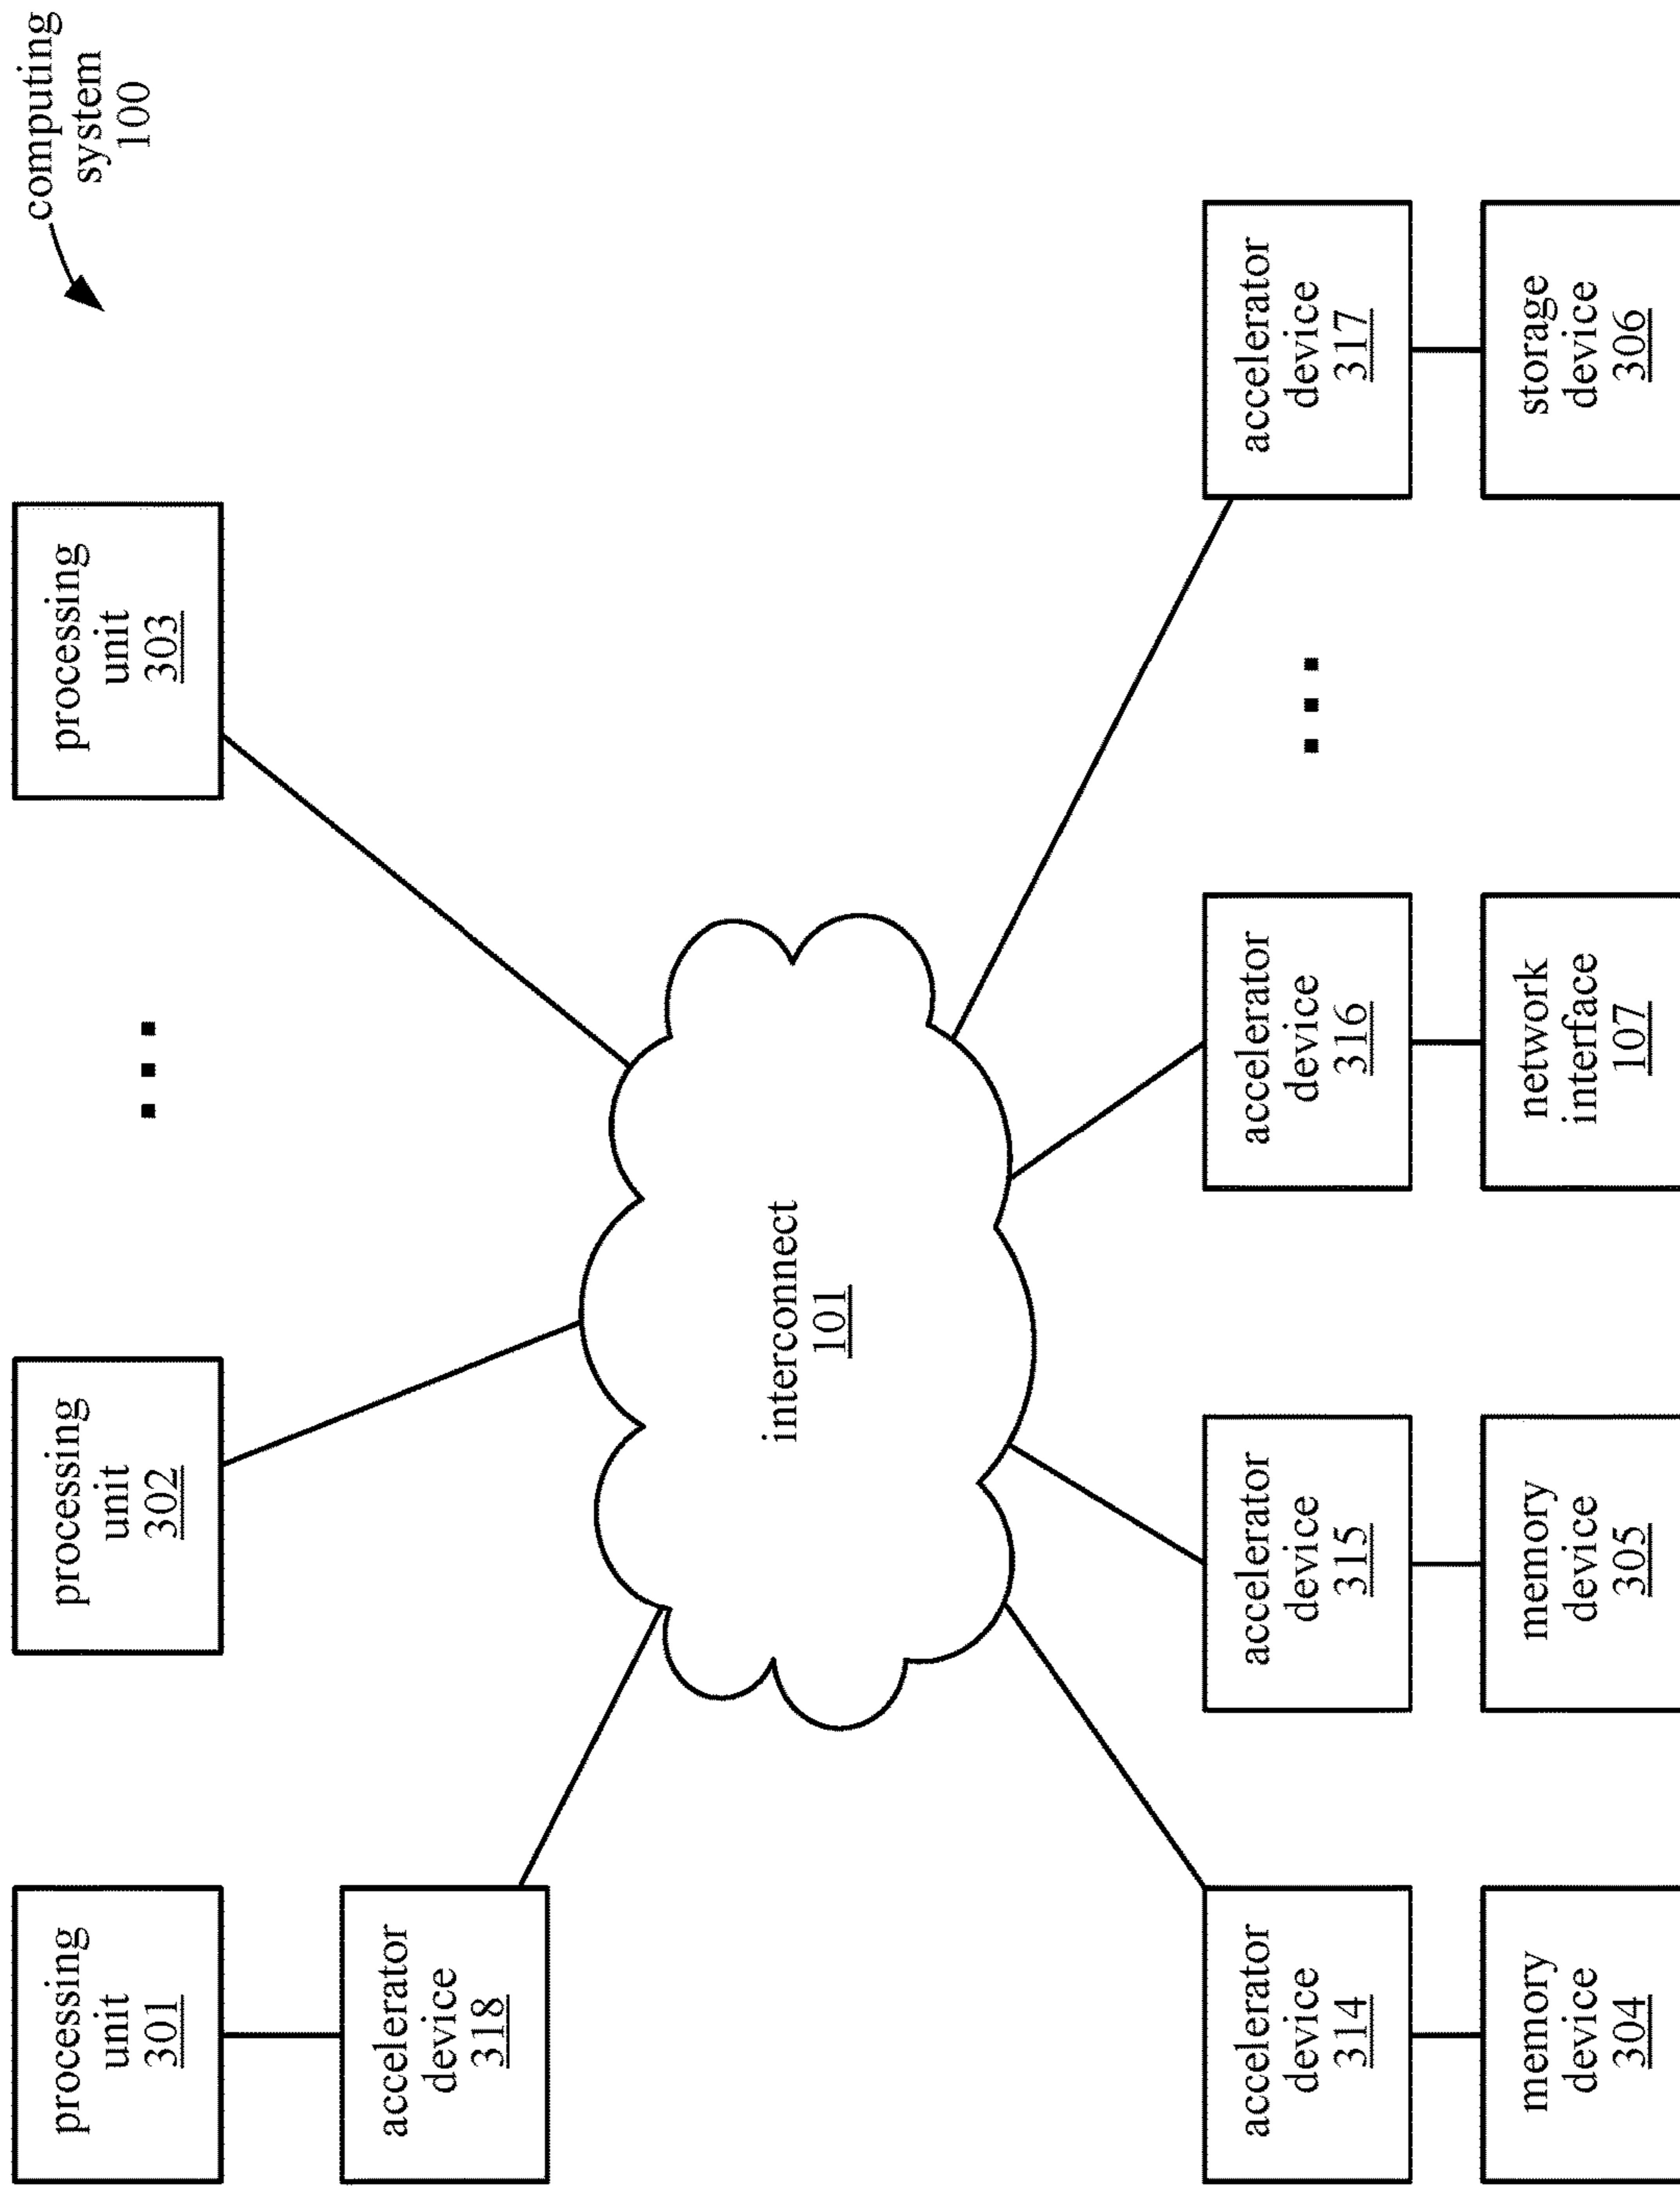 computing
system
100
processing
unit
301
processing
unit
302
...
processing
unit
303
accelerator
device
318
interconnect
101
accelerator
device
314
accelerator
device
315
accelerator
device
316
...
accelerator
device
317
memory
device
304
memory
device
305
network
interface
107
storage
device
306